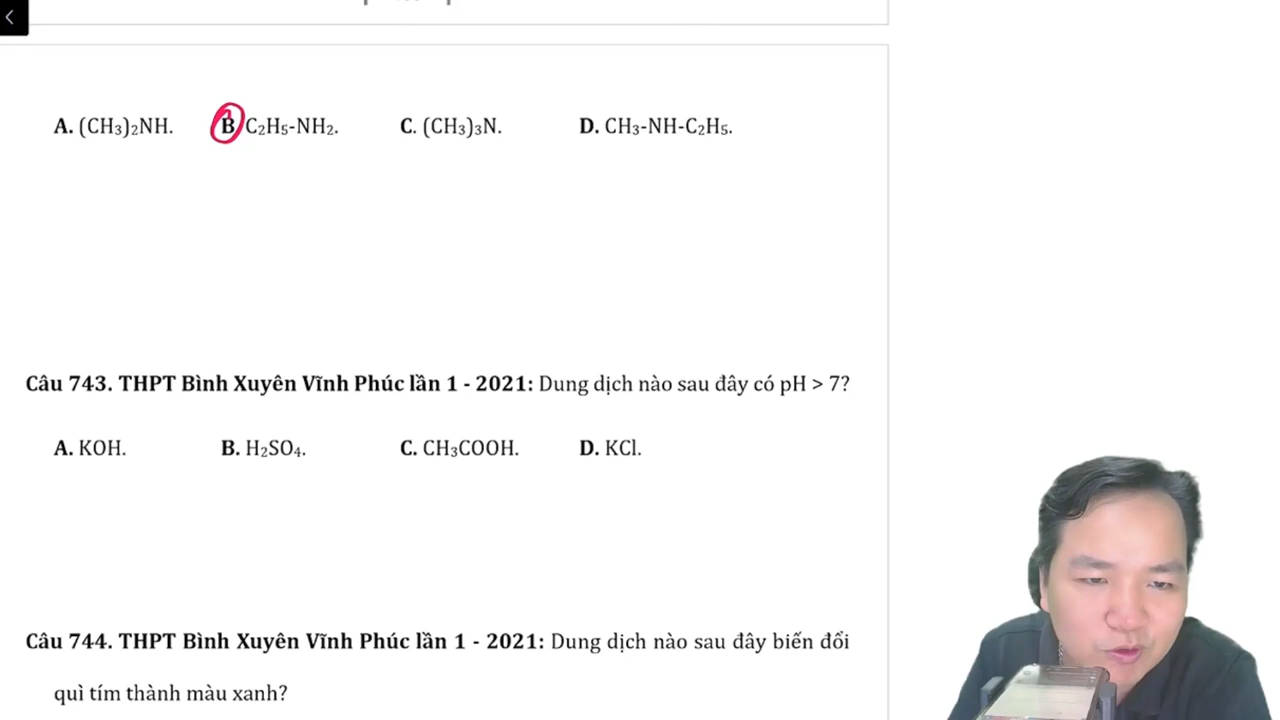 A. (CH₃)₂NH. B. C₂H₅-NH₂. C. (CH₃)₃N. D. CH₃-NH-C₂H₅.
Câu 743. THPT Bình Xuyên Vĩnh Phúc lần 1 - 2021: Dung dịch nào sau đây có pH > 7?
A. KOH. B. H₂SO₄. C. CH₃COOH. D. KCl.
Câu 744. THPT Bình Xuyên Vĩnh Phúc lần 1 - 2021: Dung dịch nào sau đây biến đổi
quì tím thành màu xanh?